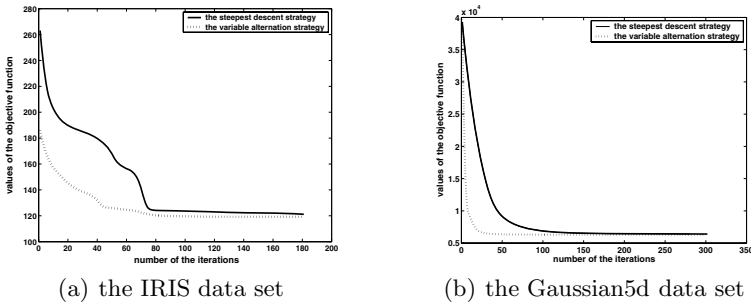 280
260
240
220
200
180
160
140
120
100
values of the objective function
the steepest descent strategy
the variable alternation strategy
0 20 40 60 80 100 120 140 160 180 200
number of the iterations
(a) the IRIS data set
x 10^4
4
3.5
3
2.5
2
1.5
1
0.5
values of the objective function
the steepest descent strategy
the variable alternation strategy
0 50 100 150 200 250 300 350
number of the iterations
(b) the Gaussian5d data set